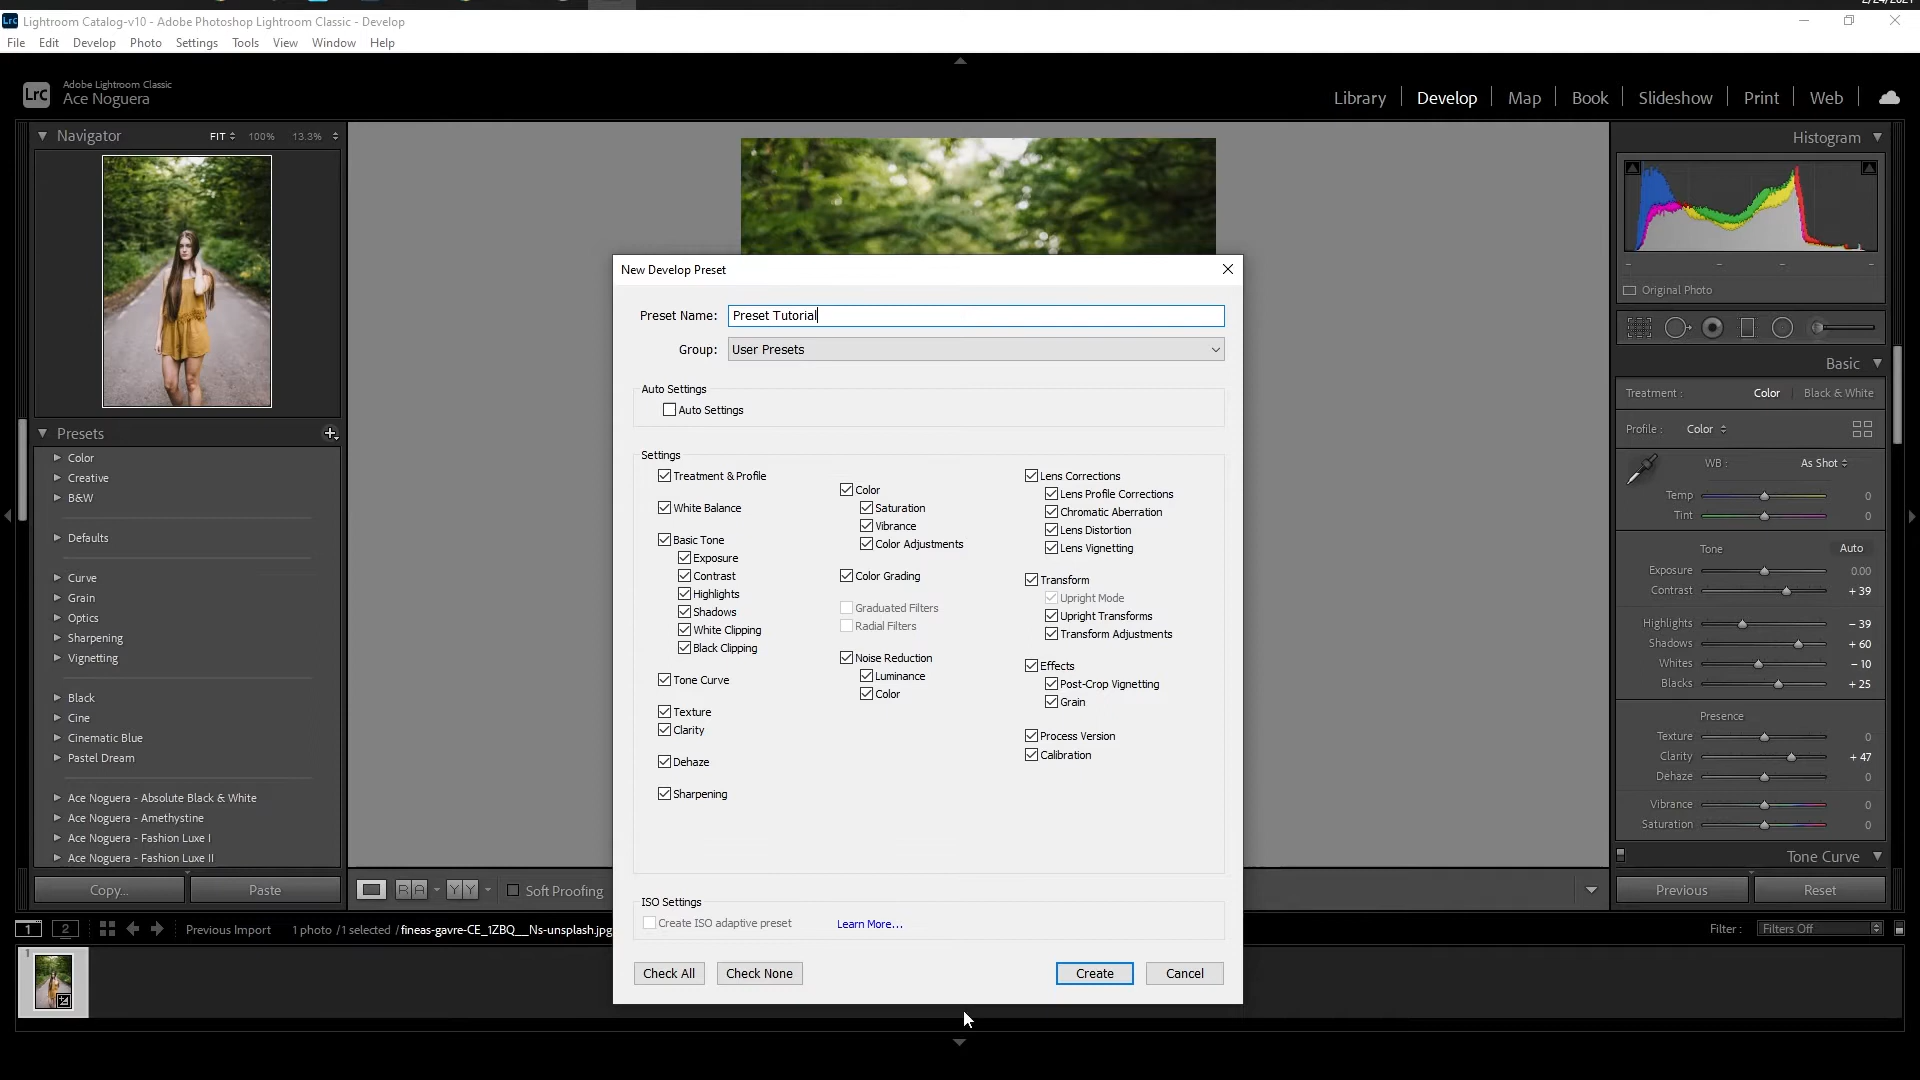 Lrc Lightroom Catalog-v10 - Adobe Photoshop Lightroom Classic - Develop
File Edit Develop Photo Settings Tools View Window Help
LrC Adobe Lightroom Classic
Ace Noguera
Library Develop Map Book Slideshow Print Web
Navigator FIT 100% 13.3%
Presets
Color
Creative
B&W
Defaults
Curve
Grain
Optics
Sharpening
Vignetting
Black
Cine
Cinematic Blue
Pastel Dream
Ace Noguera - Absolute Black & White
Ace Noguera - Amethystine
Ace Noguera - Fashion Luxe I
Ace Noguera - Fashion Luxe II
Copy... Paste
New Develop Preset
Preset Name: Preset Tutorial
Group: User Presets
Auto Settings
Auto Settings
Settings
Treatment & Profile
White Balance
Basic Tone
Exposure
Contrast
Highlights
Shadows
White Clipping
Black Clipping
Tone Curve
Texture
Clarity
Dehaze
Sharpening
Color
Saturation
Vibrance
Color Adjustments
Color Grading
Graduated Filters
Radial Filters
Noise Reduction
Luminance
Color
Lens Corrections
Lens Profile Corrections
Chromatic Aberration
Lens Distortion
Lens Vignetting
Transform
Upright Mode
Upright Transforms
Transform Adjustments
Effects
Post-Crop Vignetting
Grain
Process Version
Calibration
ISO Settings
Create ISO adaptive preset Learn More...
Check All Check None Create Cancel
R A Y Y Soft Proofing
Histogram
Original Photo
Basic
Treatment : Color Black & White
Profile : Color
WB : As Shot
Temp 0
Tint 0
Tone Auto
Exposure 0.00
Contrast + 39
Highlights – 39
Shadows + 60
Whites – 10
Blacks + 25
Presence
Texture 0
Clarity + 47
Dehaze 0
Vibrance 0
Saturation 0
Tone Curve
Previous Reset
1 2 Previous Import 1 photo /1 selected /fineas-gavre-CE_1ZBQ__Ns-unsplash.jpg
Filter : Filters Off
1